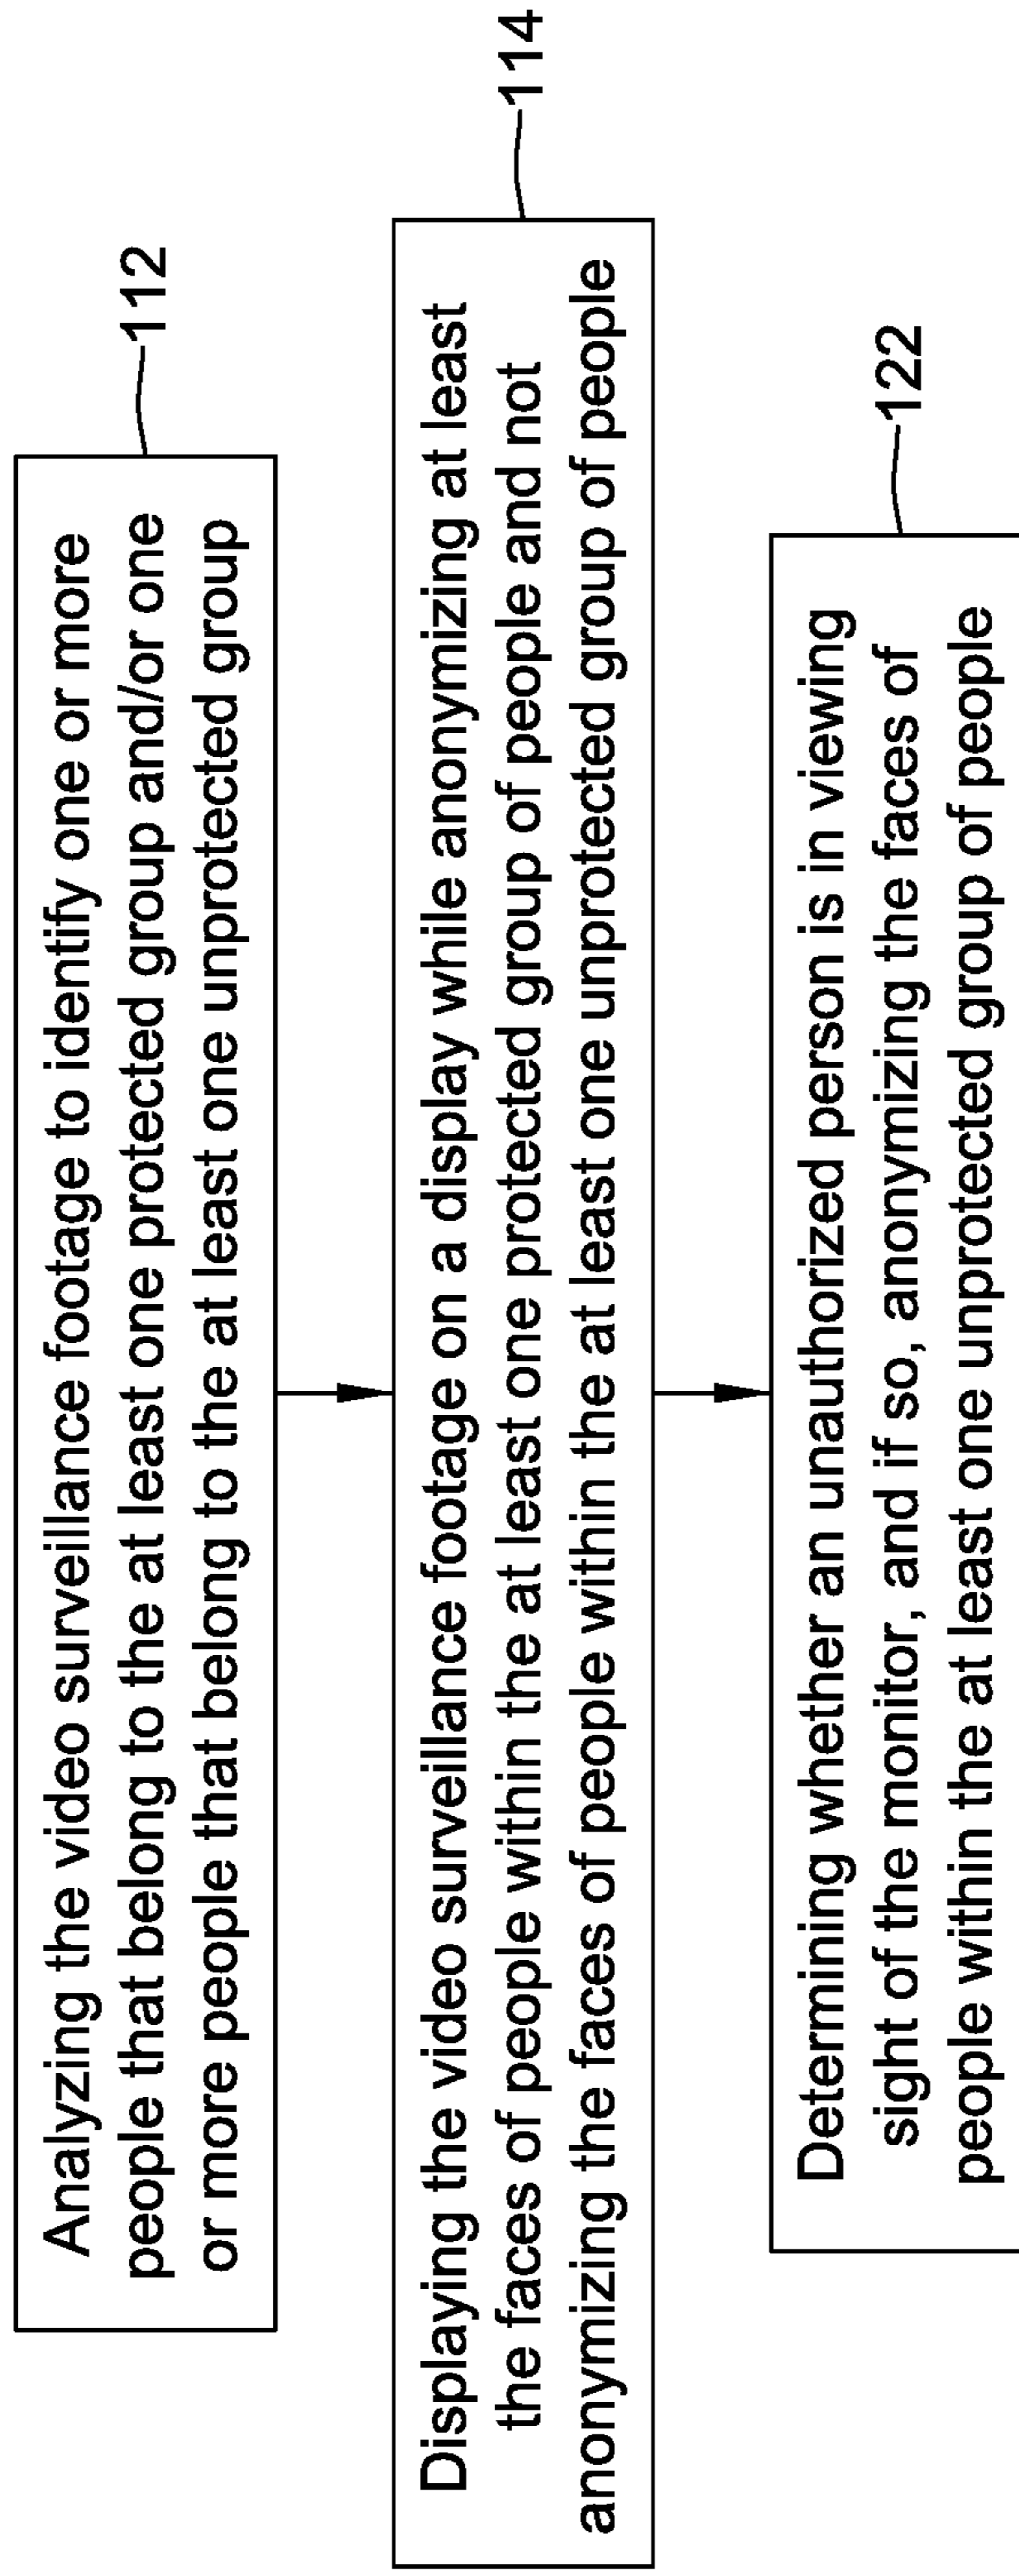 Analyzing the video surveillance footage to identify one or more
people that belong to the at least one protected group and/or one
or more people that belong to the at least one unprotected group
112
Displaying the video surveillance footage on a display while anonymizing at least
the faces of people within the at least one protected group of people and not
anonymizing the faces of people within the at least one unprotected group of people
114
Determining whether an unauthorized person is in viewing
sight of the monitor, and if so, anonymizing the faces of
people within the at least one unprotected group of people
122